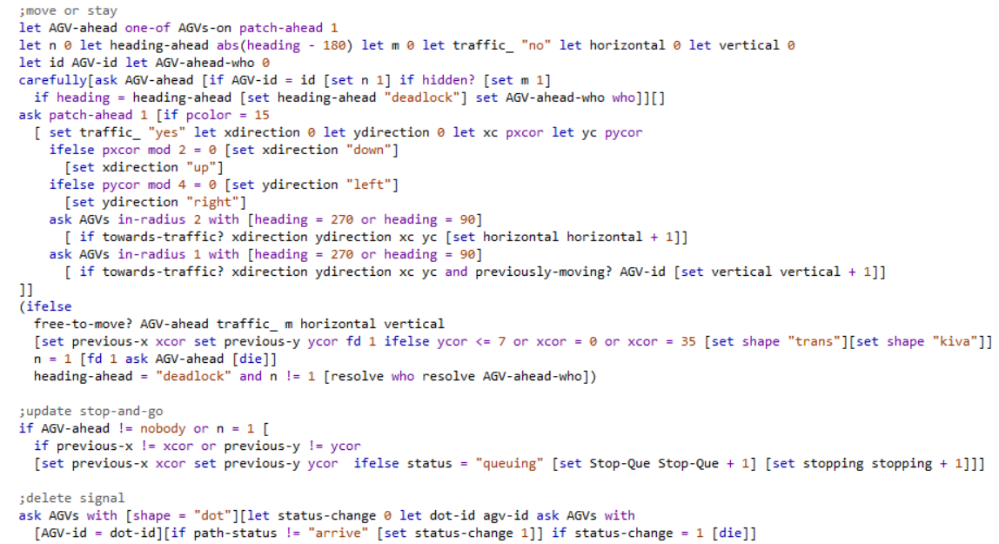 ;move or stay
let AGV-ahead one-of AGVs-on patch-ahead 1
let n 0 let heading-ahead abs(heading - 180) let m 0 let traffic_ "no" let horizontal 0 let vertical 0
let id AGV-id let AGV-ahead-who 0
carefully[ask AGV-ahead [if AGV-id = id [set n 1] if hidden? [set m 1]
if heading = heading-ahead [set heading-ahead "deadlock"] set AGV-ahead-who who]][]
ask patch-ahead 1 [if pcolor = 15
[ set traffic_ "yes" let xdirection 0 let ydirection 0 let xc pxcor let yc pycor
ifelse pxcor mod 2 = 0 [set xdirection "down"]
[set xdirection "up"]
ifelse pycor mod 4 = 0 [set ydirection "left"]
[set ydirection "right"]
ask AGVs in-radius 2 with [heading = 270 or heading = 90]
[ if towards-traffic? xdirection ydirection xc yc [set horizontal horizontal + 1]]
ask AGVs in-radius 1 with [heading = 270 or heading = 90]
[ if towards-traffic? xdirection ydirection xc yc and previously-moving? AGV-id [set vertical vertical + 1]]
]]
(ifelse
free-to-move? AGV-ahead traffic_ m horizontal vertical
[set previous-x xcor set previous-y ycor fd 1 ifelse ycor <= 7 or xcor = 0 or xcor = 35 [set shape "trans"][set shape "kiva"]]
n = 1 [fd 1 ask AGV-ahead [die]]
heading-ahead = "deadlock" and n != 1 [resolve who resolve AGV-ahead-who])
;update stop-and-go
if AGV-ahead != nobody or n = 1 [
if previous-x != xcor or previous-y != ycor
[set previous-x xcor set previous-y ycor ifelse status = "queuing" [set Stop-Que Stop-Que + 1] [set stopping stopping + 1]]]
;delete signal
ask AGVs with [shape = "dot"][let status-change 0 let dot-id agv-id ask AGVs with
[AGV-id = dot-id][if path-status != "arrive" [set status-change 1]] if status-change = 1 [die]]